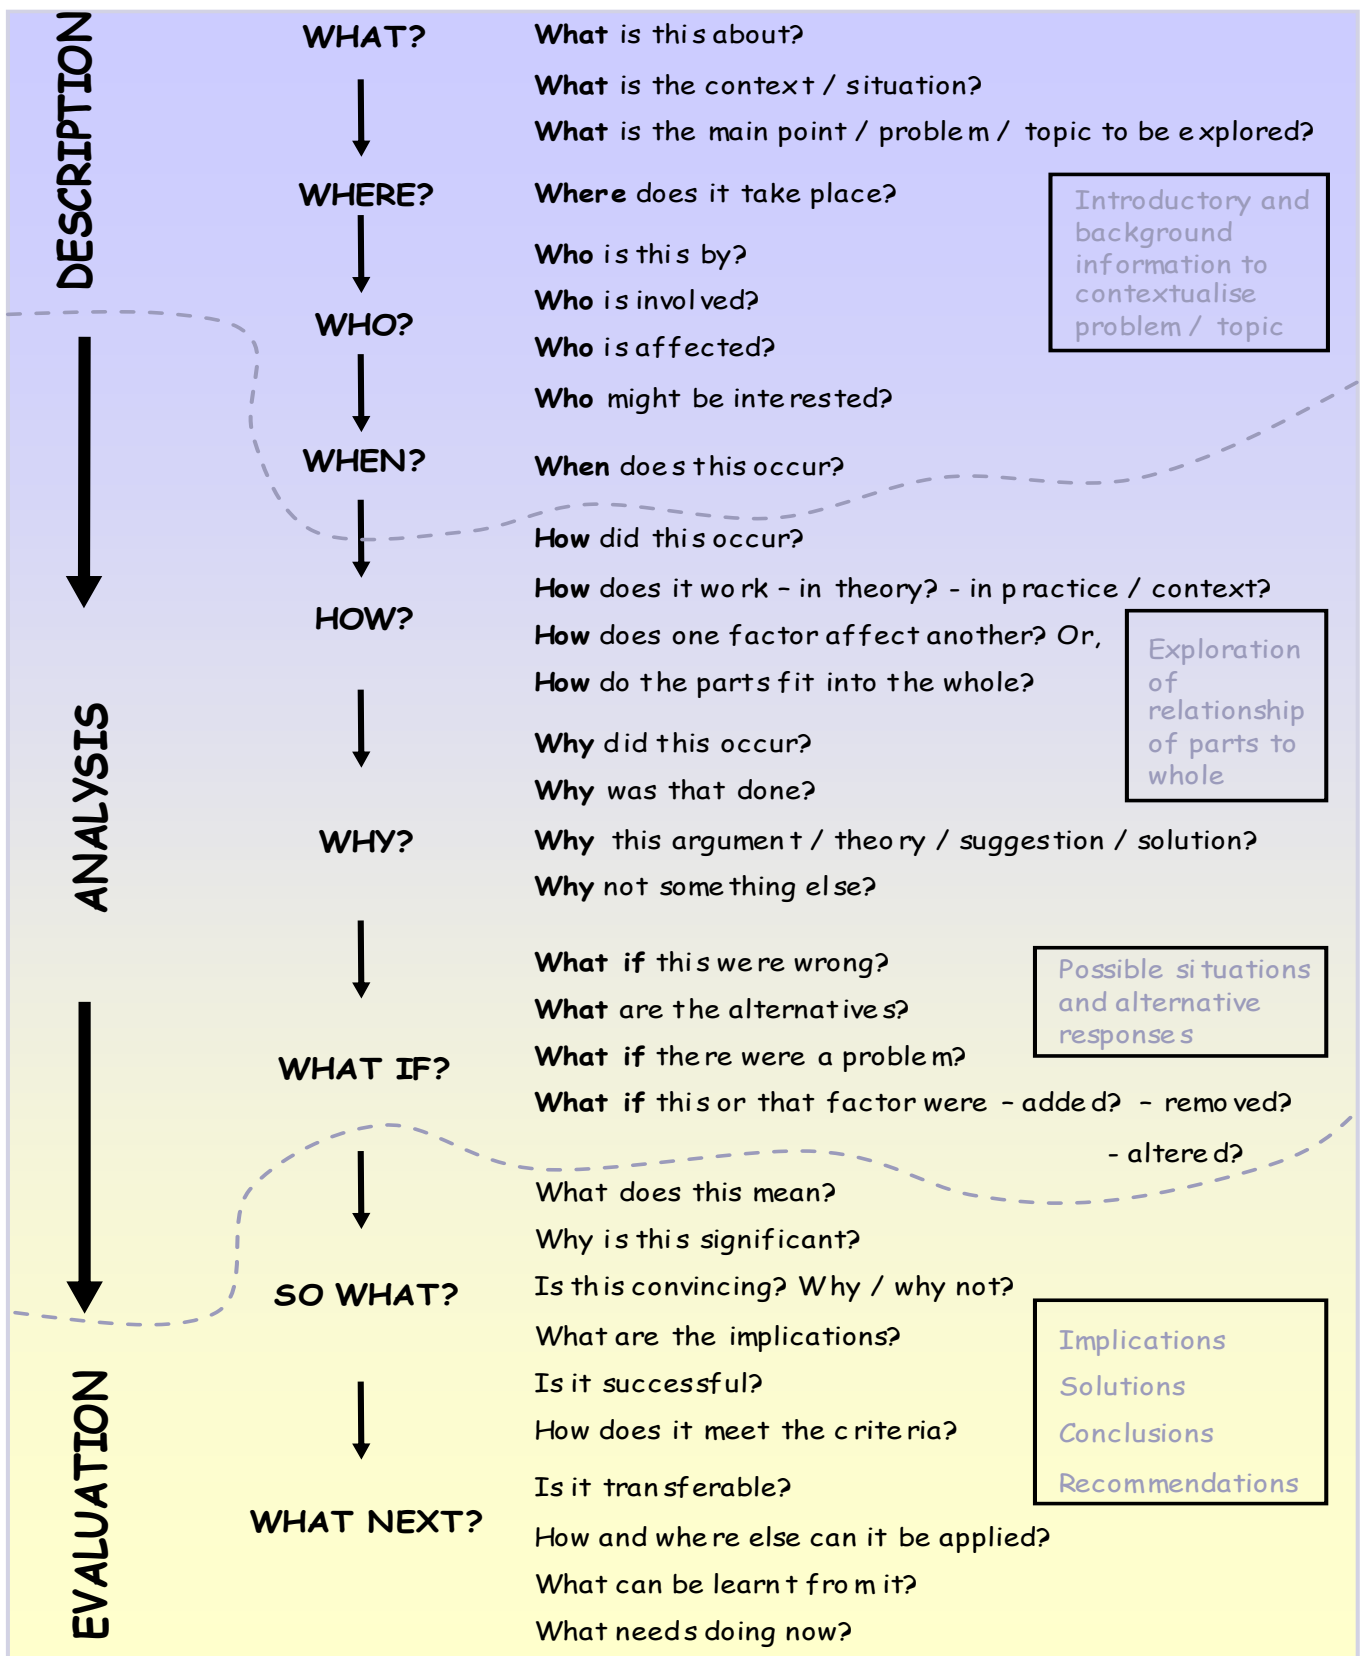 DESCRIPTION
WHAT?
What is this about?
What is the context / situation?
What is the main point / problem / topic to be explored?
WHERE?
Where does it take place?
Introductory and
background
information to
contextualise
problem / topic
WHO?
Who is this by?
Who is involved?
Who is affected?
Who might be interested?
WHEN?
When does this occur?
ANALYSIS
HOW?
How did this occur?
How does it work – in theory? - in practice / context?
How does one factor affect another? Or,
How do the parts fit into the whole?
Exploration
of
relationship
of parts to
whole
WHY?
Why did this occur?
Why was that done?
Why this argument / theory / suggestion / solution?
Why not something else?
WHAT IF?
What if this were wrong?
What are the alternatives?
What if there were a problem?
What if this or that factor were – added? – removed?
- altered?
Possible situations
and alternative
responses
EVALUATION
SO WHAT?
What does this mean?
Why is this significant?
Is this convincing? Why / why not?
What are the implications?
Is it successful?
How does it meet the criteria?
Implications
Solutions
Conclusions
Recommendations
WHAT NEXT?
Is it transferable?
How and where else can it be applied?
What can be learnt from it?
What needs doing now?